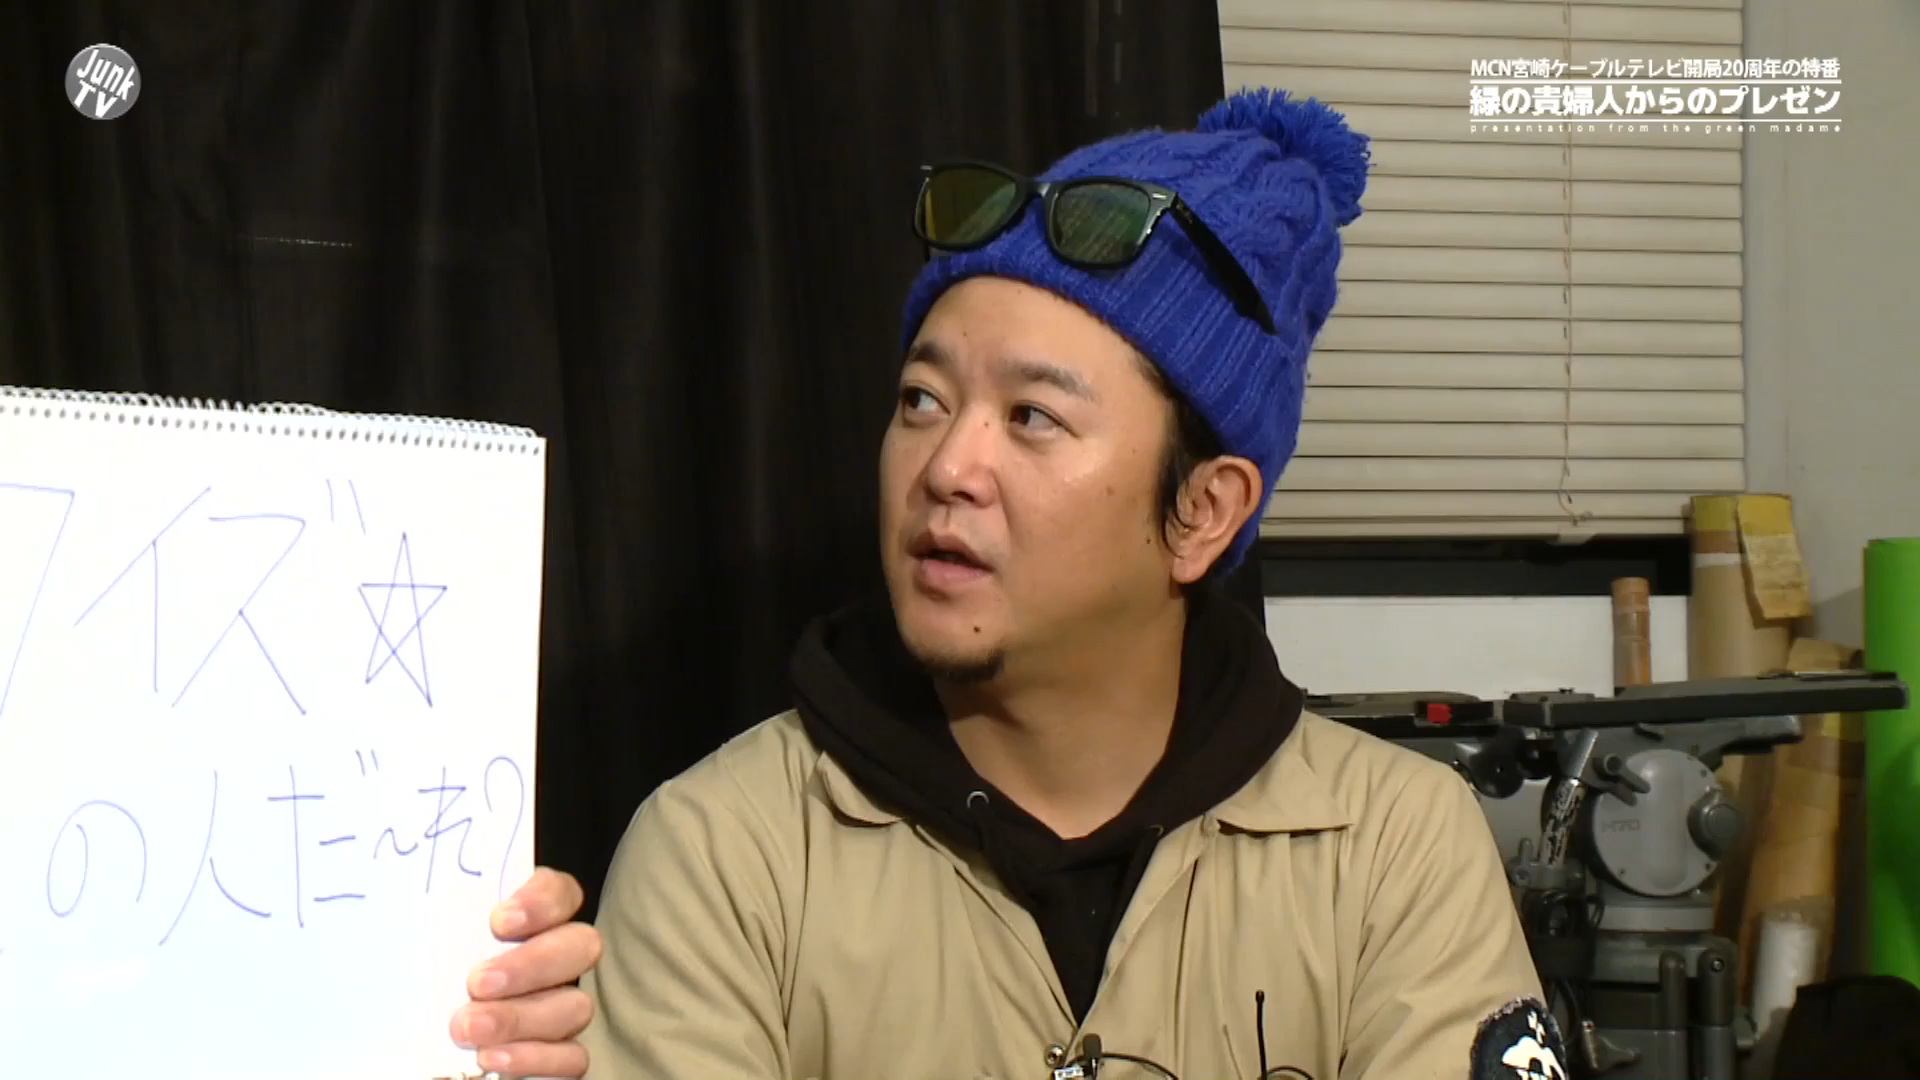 Junk
TV
MCN宮崎ケーブルテレビ開局20周年の特番
緑の貴婦人からのプレゼン
presentation from the green madame
クイズ☆
の人だ〜れ?